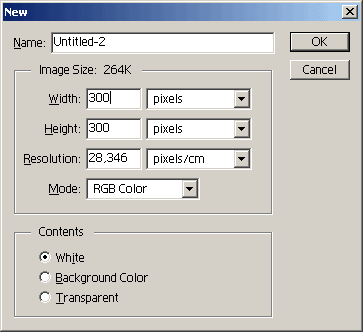 New
Name: Untitled-2 OK
Image Size: 264K Cancel
Width: 300 pixels
Height: 300 pixels
Resolution: 28,346 pixels/cm
Mode: RGB Color
Contents
White
Background Color
Transparent